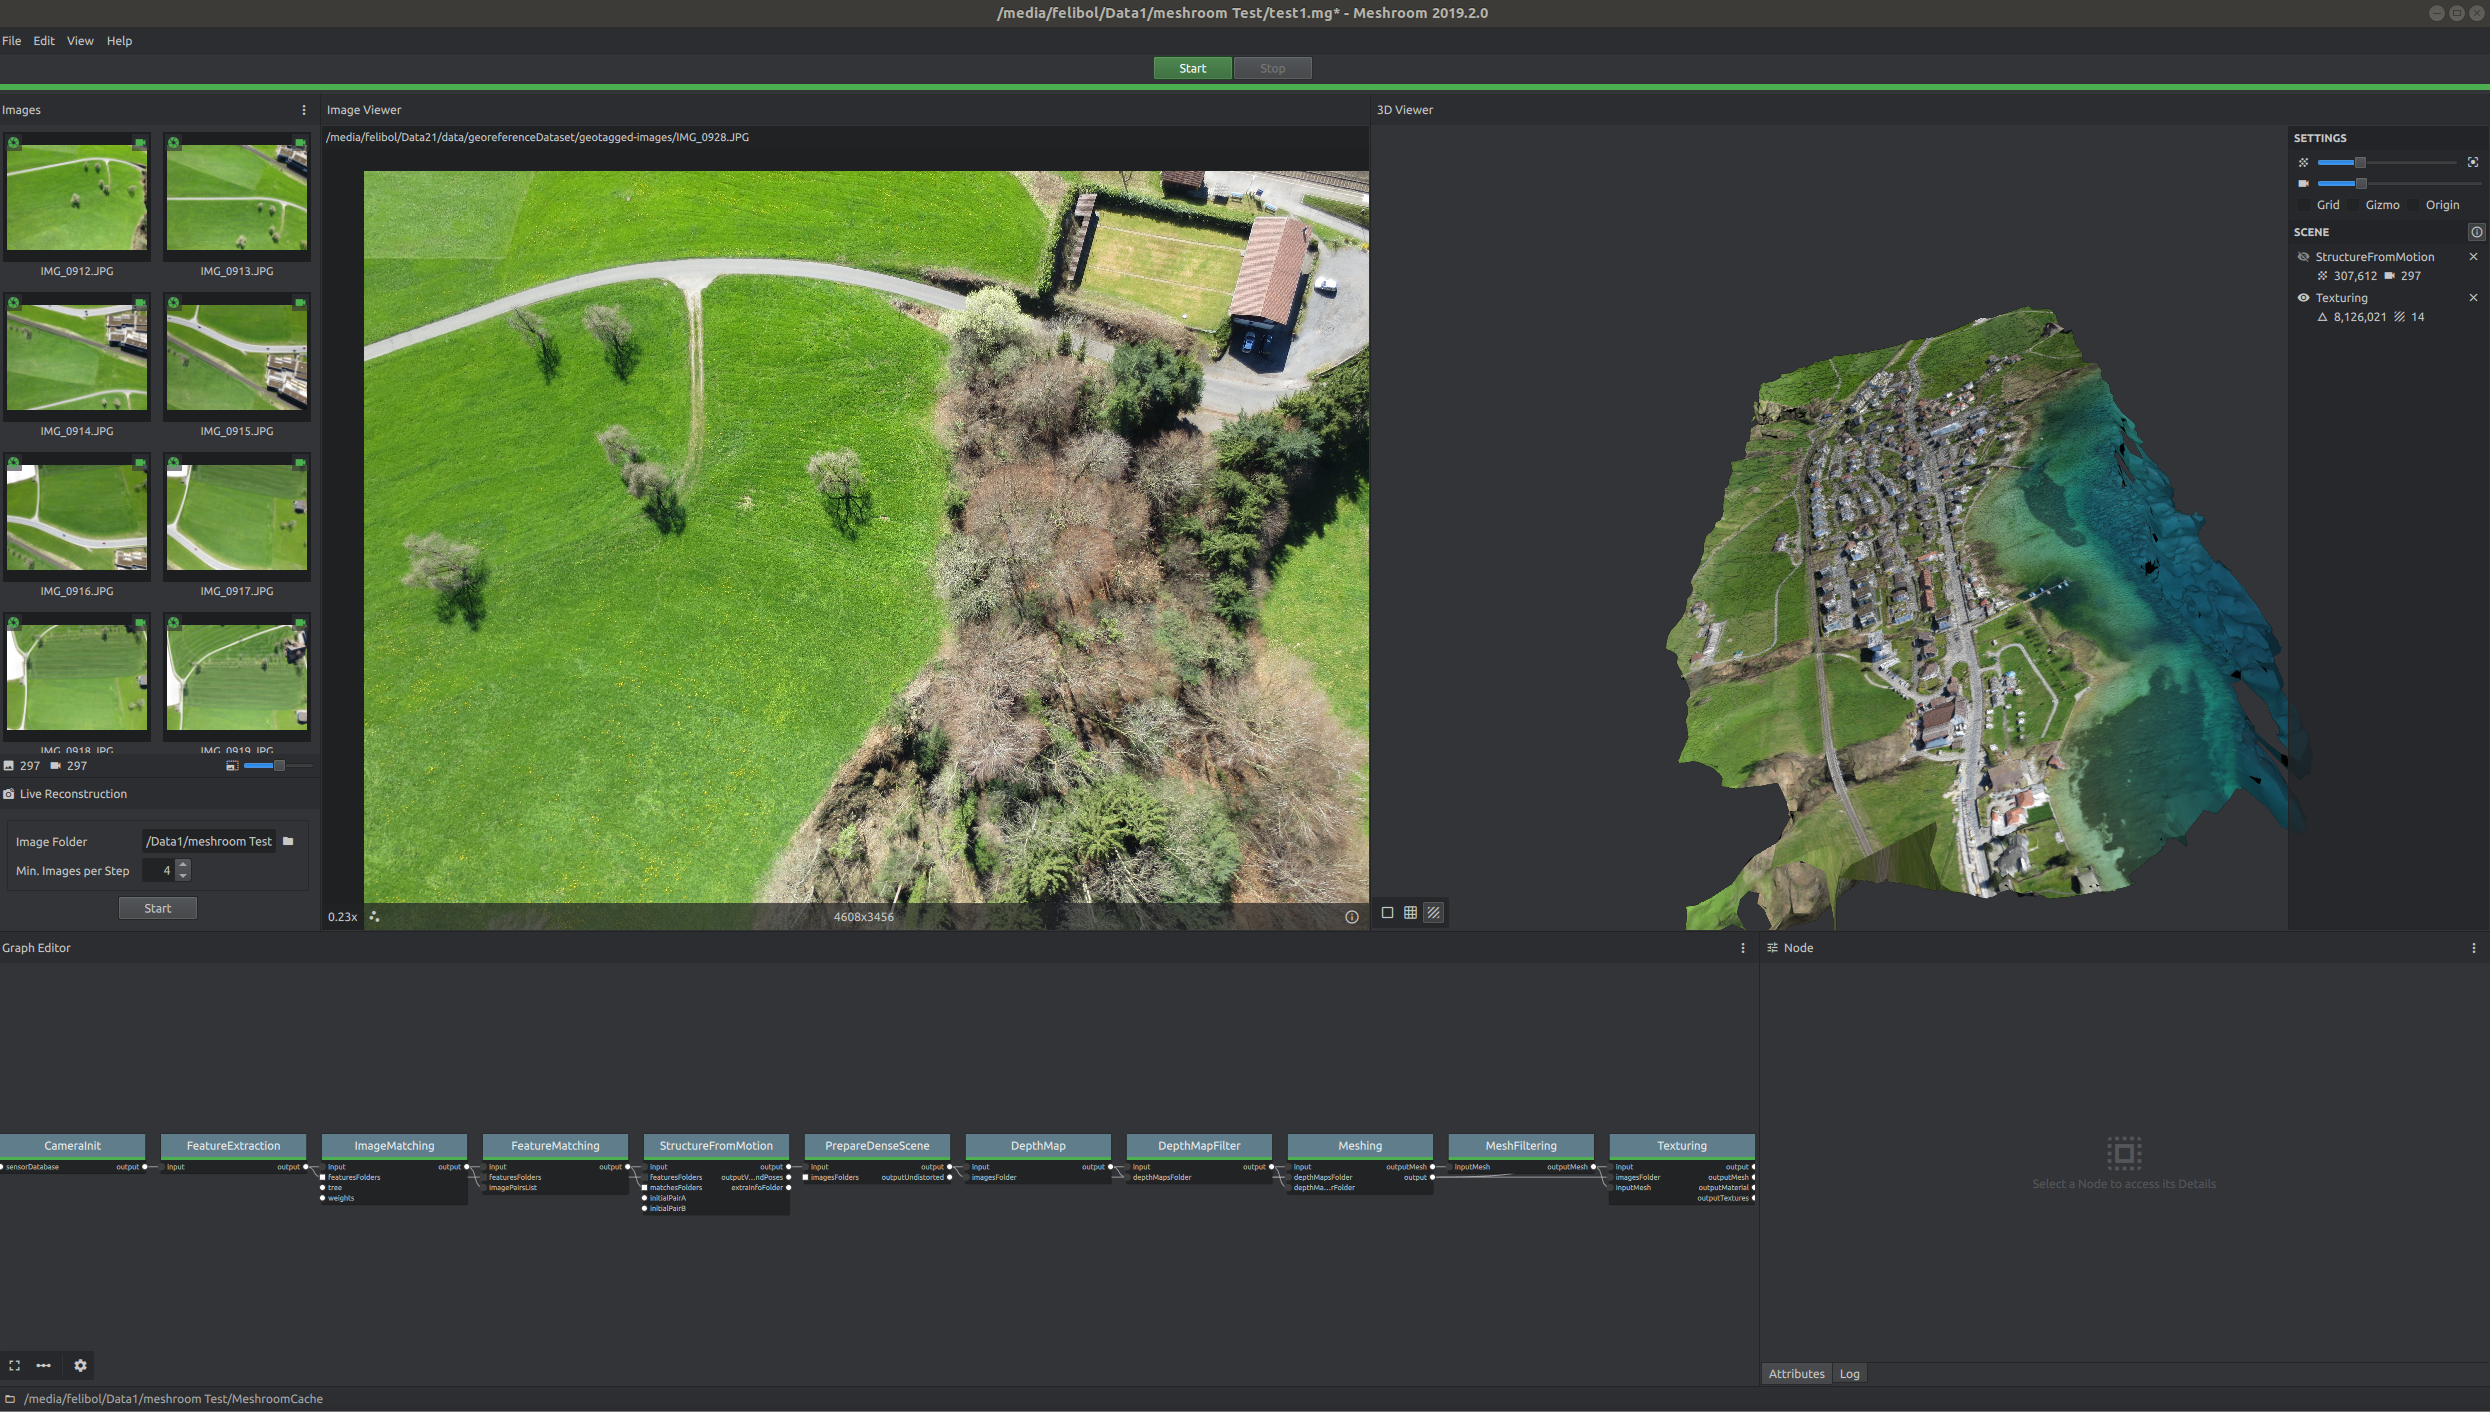 /media/felibol/Data1/meshroom Test/test1.mg* - Meshroom 2019.2.0
File Edit View Help
Start Stop
Images
IMG_0912.JPG IMG_0913.JPG
IMG_0914.JPG IMG_0915.JPG
IMG_0916.JPG IMG_0917.JPG
IMG_0918.JPG IMG_0919.JPG
297 297
Live Reconstruction
Image Folder /Data1/meshroom Test
Min. Images per Step 4
Start
Image Viewer
/media/felibol/Data21/data/georeferenceDataset/geotagged-images/IMG_0928.JPG
0.23x 4608x3456
3D Viewer
SETTINGS
Grid Gizmo Origin
SCENE
StructureFromMotion
307,612 297
Texturing
8,126,021 14
Graph Editor
CameraInit
sensorDatabase output
FeatureExtraction
Input output
ImageMatching
Input output
featuresFolders
tree
weights
FeatureMatching
Input output
featuresFolders
imagePairsList
StructureFromMotion
Input output
featuresFolders outputV...ndPoses
matchesFolders extraInfoFolder
initialPairA
initialPairB
PrepareDenseScene
Input output
imagesFolders outputUndistorted
DepthMap
Input output
imagesFolder
DepthMapFilter
Input output
depthMapsFolder
Meshing
Input outputMesh
depthMapsFolder output
depthMa...rFolder
MeshFiltering
inputMesh outputMesh
Texturing
Input output
imagesFolder outputMesh
inputMesh outputMaterial
outputTextures
Node
Select a Node to access its Details
Attributes Log
/media/felibol/Data1/meshroom Test/MeshroomCache